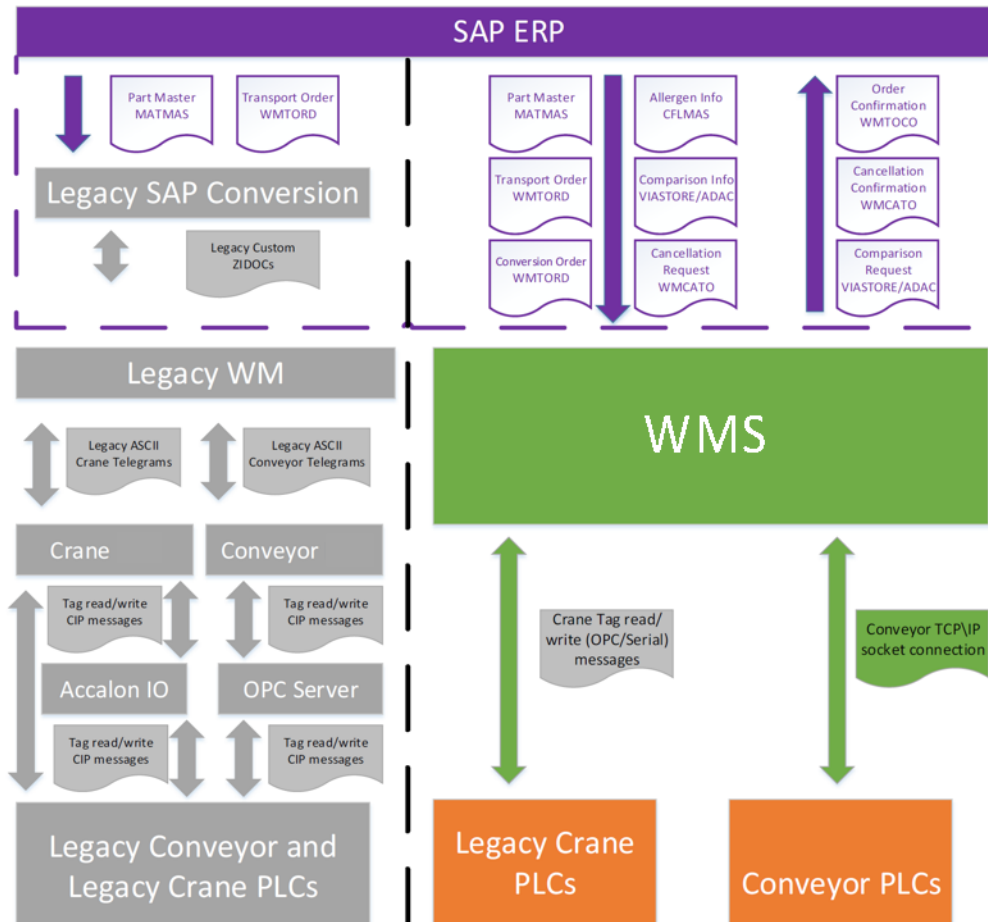 SAP ERP
Part Master
MATMAS
Transport Order
WMTORD
Legacy SAP Conversion
Legacy Custom
ZIDOCs
Part Master
MATMAS
Allergen Info
CFLMAS
Transport Order
WMTORD
Comparison Info
VIASTORE/ADAC
Conversion Order
WMTORD
Cancellation
Request
WMCATO
Order
Confirmation
WMTOCO
Cancellation
Confirmation
WMCATO
Comparison
Request
VIASTORE/ADAC
Legacy WM
Legacy ASCII
Crane Telegrams
Legacy ASCII
Conveyor Telegrams
Crane
Conveyor
Tag read/write
CIP messages
Tag read/write
CIP messages
Accalon IO
OPC Server
Tag read/write
CIP messages
Tag read/write
CIP messages
Legacy Conveyor and
Legacy Crane PLCs
WMS
Crane Tag read/
write (OPC/Serial)
messages
Conveyor TCP\IP
socket connection
Legacy Crane
PLCs
Conveyor PLCs